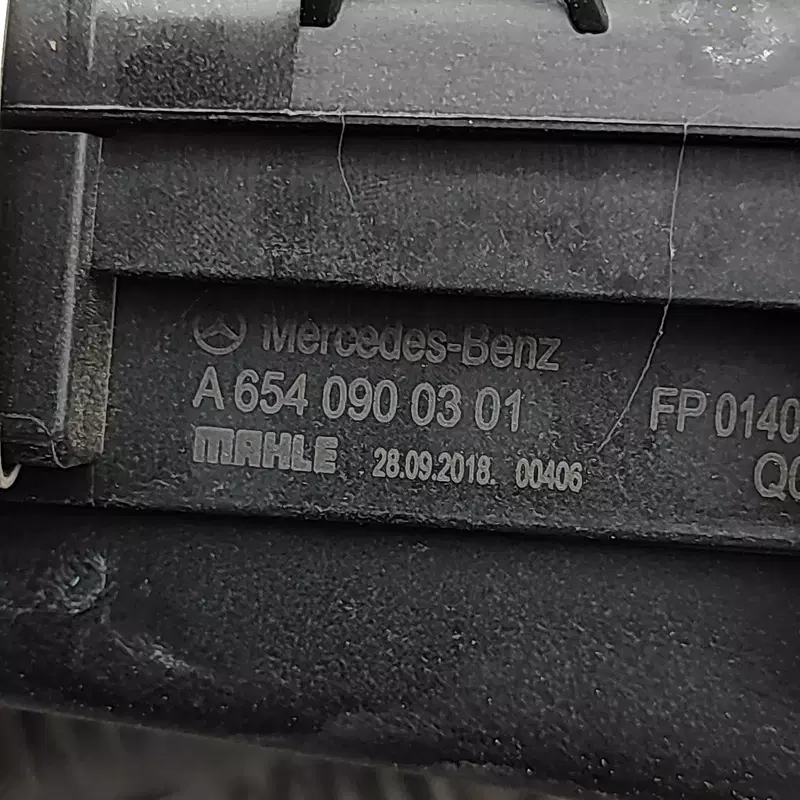 Mercedes-Benz
A 654 090 03 01
MAHLE 28.09.2018. 00406
FP 0140